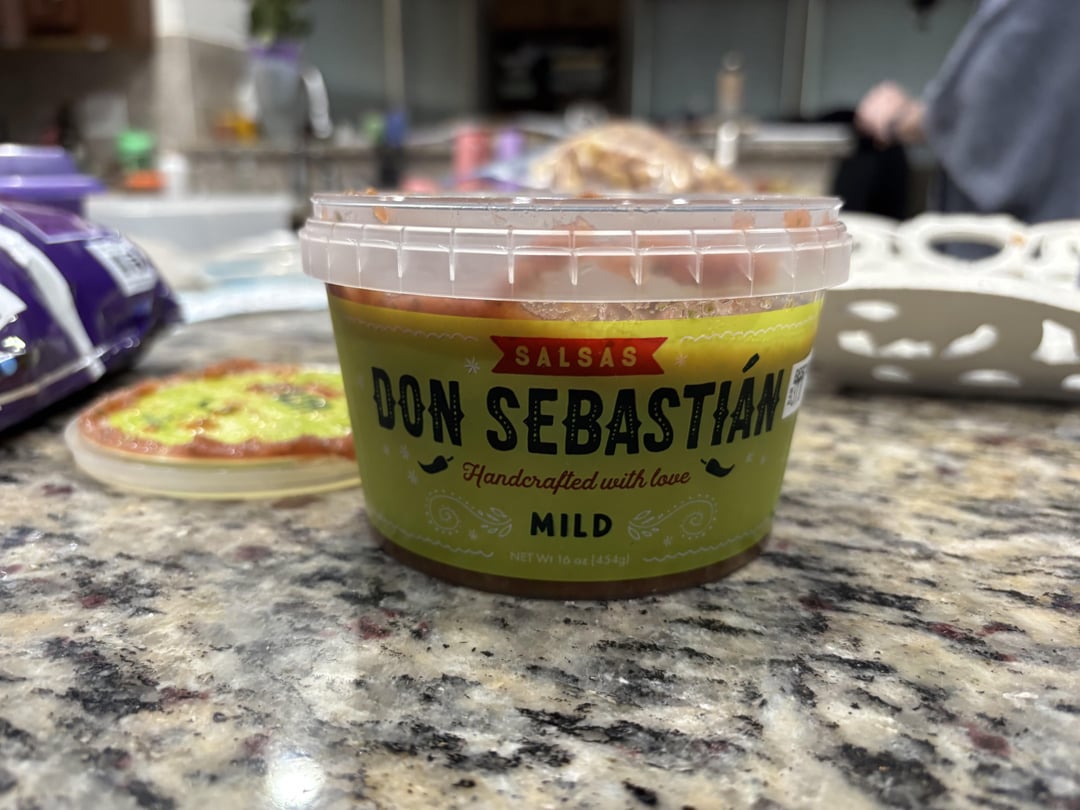 SALSAS
DON SEBASTIÁN
Handcrafted with love
MILD
NET Wt 16 oz (454g)